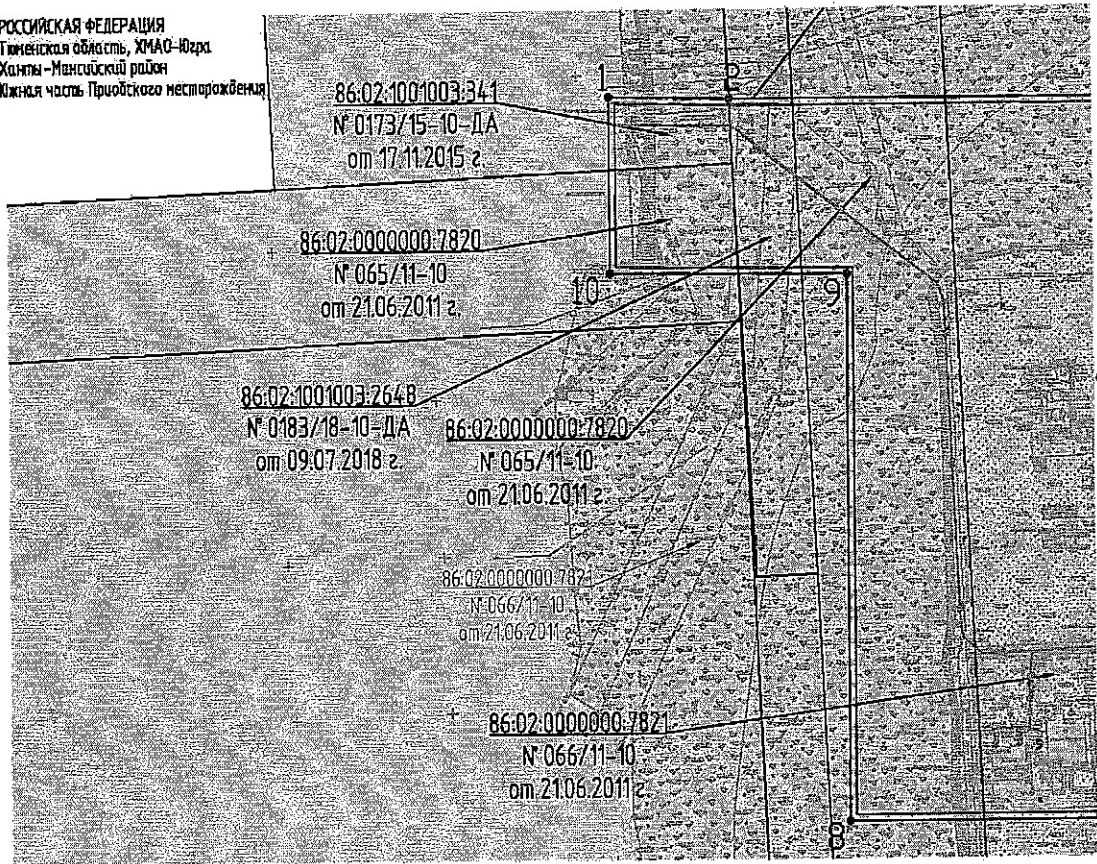 РОССИЙСКАЯ ФЕДЕРАЦИЯ
Тюменская область, ХМАО-Югра
Ханты-Мансийский район
Южная часть Приобского месторождения
1
2
86:02:1001003:341
№ 0173/15-10-ДА
от 17.11.2015 г.
86:02:0000000:7820
№ 065/11-10
от 21.06.2011 г.
10
9
86:02:1001003:2648
№ 0183/18-10-ДА
от 09.07.2018 г.
86:02:0000000:7820
№ 065/11-10
от 21.06.2011 г.
86:02:0000000:7821
№ 066/11-10
от 21.06.2011 г.
86:02:0000000:7821
№ 066/11-10
от 21.06.2011 г.
8